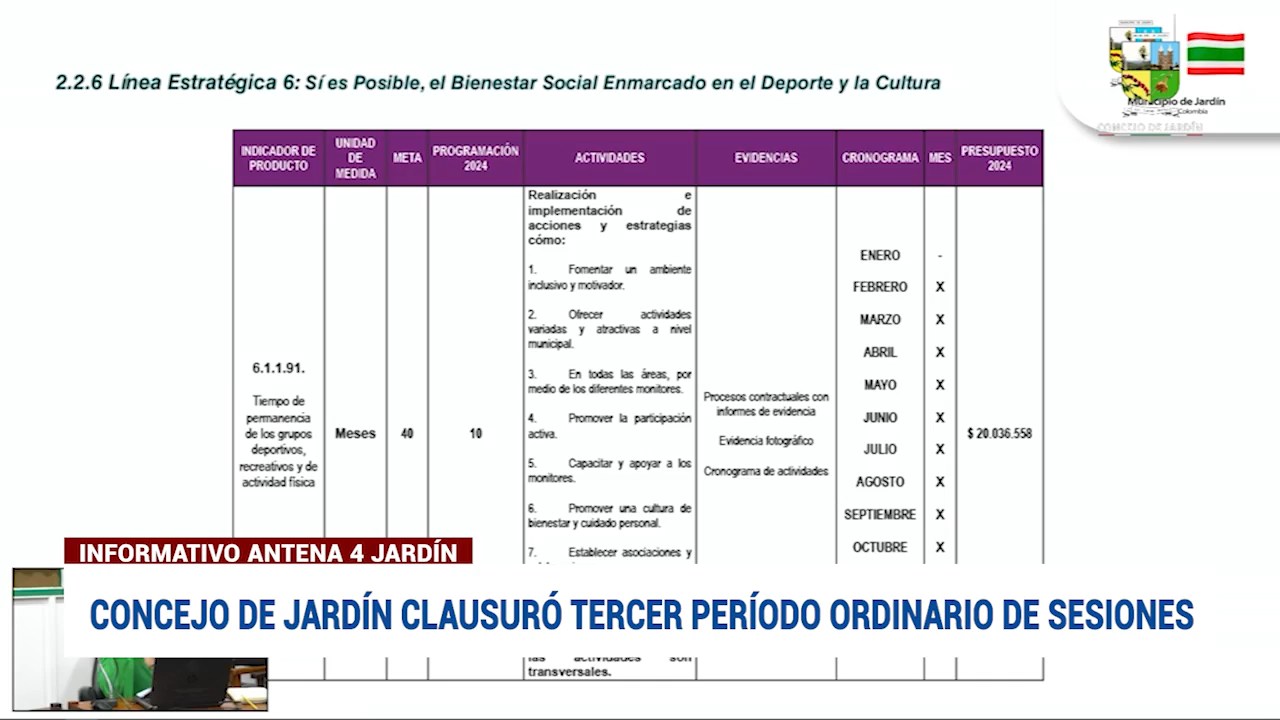 2.2.6 Línea Estratégica 6: Sí es Posible, el Bienestar Social Enmarcado en el Deporte y la Cultura
Municipio de Jardín
Colombia
CONCEJO DE JARDÍN
INDICADOR DE
PRODUCTO
UNIDAD
DE
MEDIDA
META
PROGRAMACIÓN
2024
ACTIVIDADES
EVIDENCIAS
CRONOGRAMA
MES
PRESUPUESTO
2024
6.1.1.91.
Tiempo de
permanencia
de los grupos
deportivos,
recreativos y de
actividad física
Meses
40
10
Realización e
implementación de
acciones y estrategias
cómo:
1. Fomentar un ambiente
inclusivo y motivador.
2. Ofrecer actividades
variadas y atractivas a nivel
municipal.
3. En todas las áreas, por
medio de los diferentes monitores.
4. Promover la participación
activa.
5. Capacitar y apoyar a los
monitores.
6. Promover una cultura de
bienestar y cuidado personal.
7. Establecer asociaciones y
las actividades son
transversales.
Procesos contractuales con
informes de evidencia
Evidencia fotográfico
Cronograma de actividades
ENERO -
FEBRERO X
MARZO X
ABRIL X
MAYO X
JUNIO X
JULIO X
AGOSTO X
SEPTIEMBRE X
OCTUBRE X
$ 20.036.558
INFORMATIVO ANTENA 4 JARDÍN
CONCEJO DE JARDÍN CLAUSURÓ TERCER PERÍODO ORDINARIO DE SESIONES